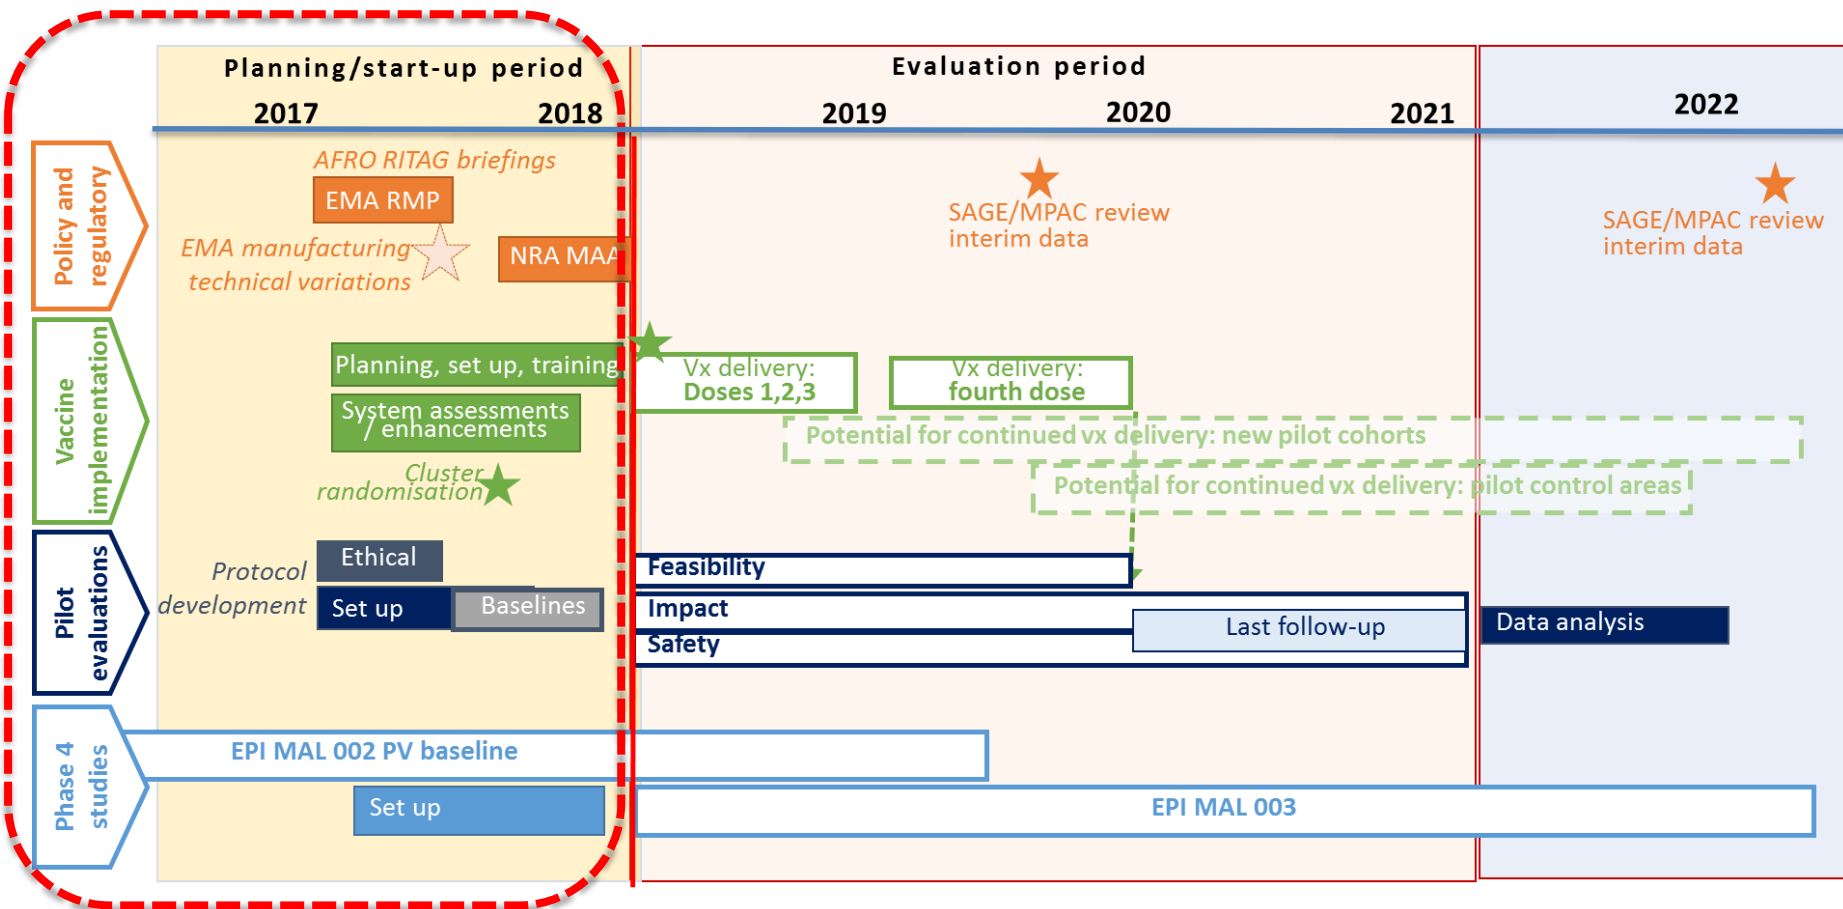 Planning/start-up period
Evaluation period
2017
2018
2019
2020
2021
2022
Policy and
regulatory
AFRO RITAG briefings
EMA RMP
EMA manufacturing
technical variations
NRA MAA
SAGE/MPAC review
interim data
SAGE/MPAC review
interim data
Vaccine
implementation
Planning, set up, training,
System assessments
/ enhancements
Cluster
randomisation
Vx delivery:
Doses 1,2,3
Vx delivery:
fourth dose
Potential for continued vx delivery: new pilot cohorts
Potential for continued vx delivery: pilot control areas
Pilot
evaluations
Protocol
development
Ethical
Set up
Baselines
Feasibility
Impact
Safety
Last follow-up
Data analysis
Phase 4
studies
EPI MAL 002 PV baseline
Set up
EPI MAL 003